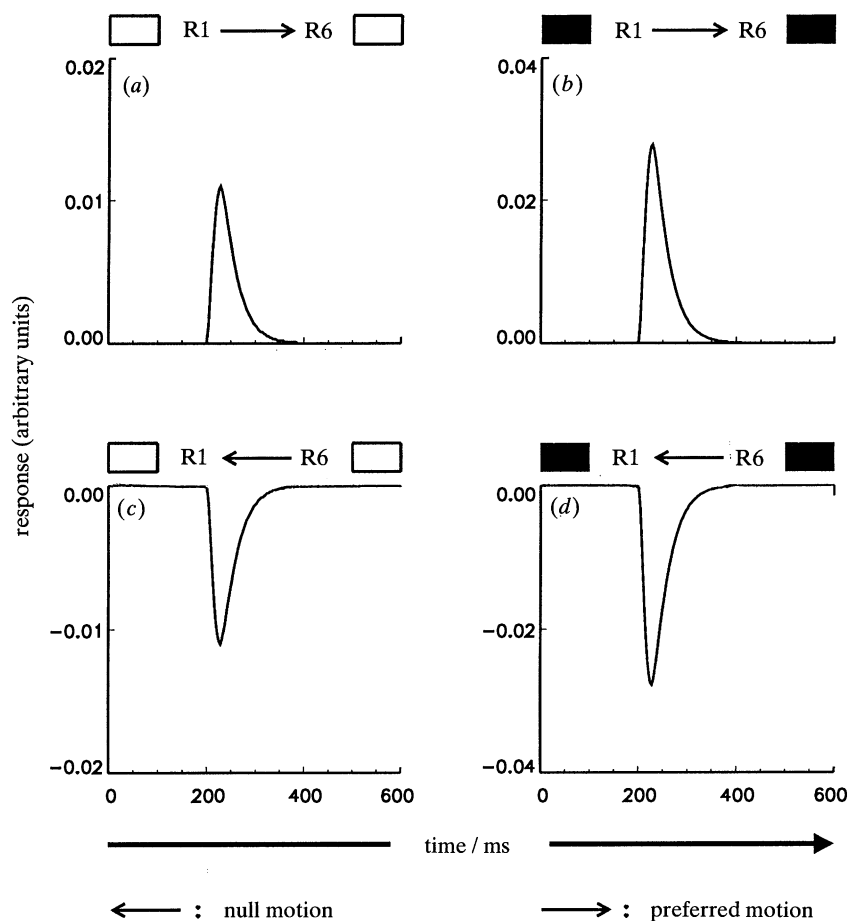 R1 → R6
R1 → R6
0.02
(a)
0.01
0.00
0.04
(b)
0.02
0.00
response (arbitrary units)
R1 ← R6
R1 ← R6
0.00
(c)
−0.01
−0.02
0 200 400 600
0.00
(d)
−0.02
−0.04
0 200 400 600
time / ms
← : null motion
→ : preferred motion